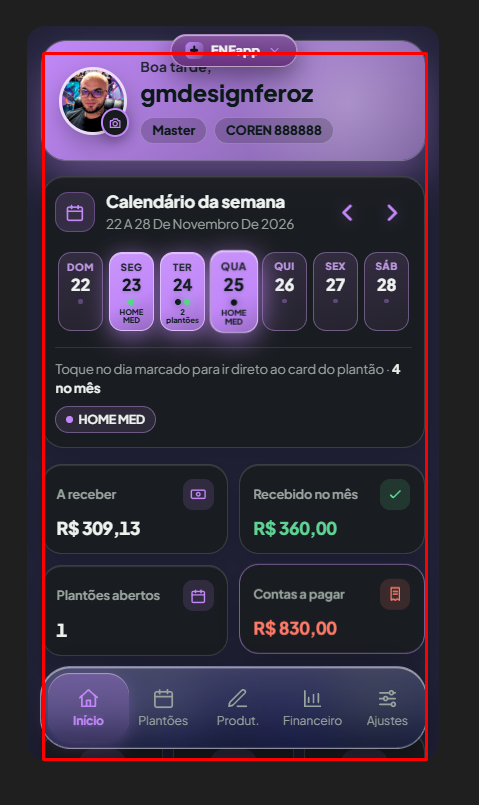 ENFapp
Boa tarde,
gmdesignferoz
Master
COREN 888888
Calendário da semana
22 A 28 De Novembro De 2026
DOM
22
SEG
23
HOME
MED
TER
24
2
plantões
QUA
25
HOME
MED
QUI
26
SEX
27
SÁB
28
Toque no dia marcado para ir direto ao card do plantão · 4
no mês
HOME MED
A receber
R$ 309,13
Recebido no mês
R$ 360,00
Plantões abertos
1
Contas a pagar
R$ 830,00
Início
Plantões
Produt.
Financeiro
Ajustes